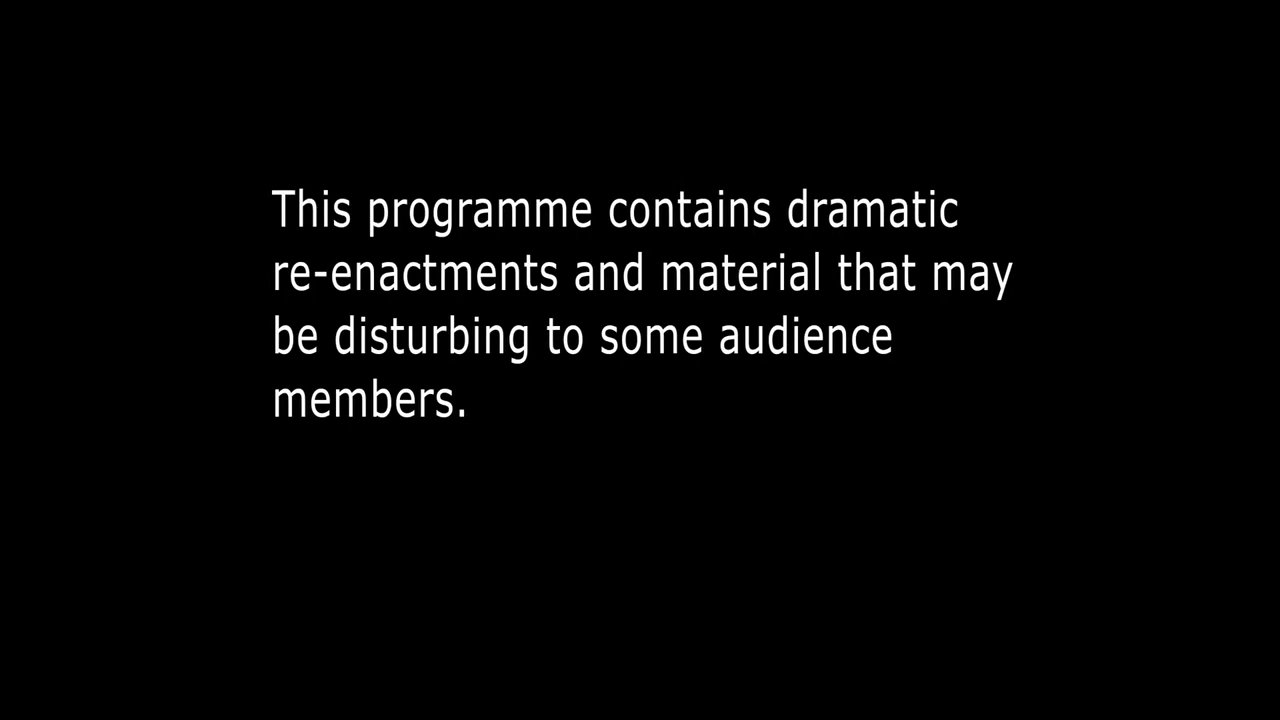 This programme contains dramatic
re-enactments and material that may
be disturbing to some audience
members.